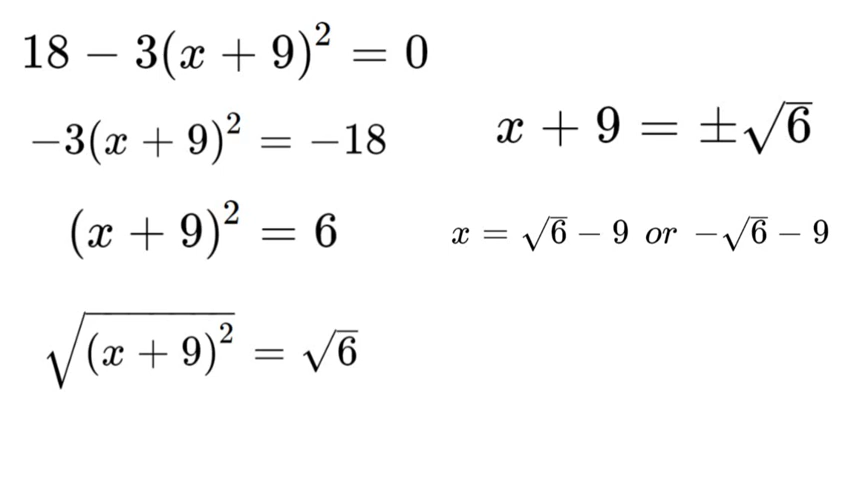 18 − 3(x + 9)² = 0
−3(x + 9)² = −18
(x + 9)² = 6
√(x + 9)² = √6
x + 9 = ±√6
x = √6 − 9 or −√6 − 9